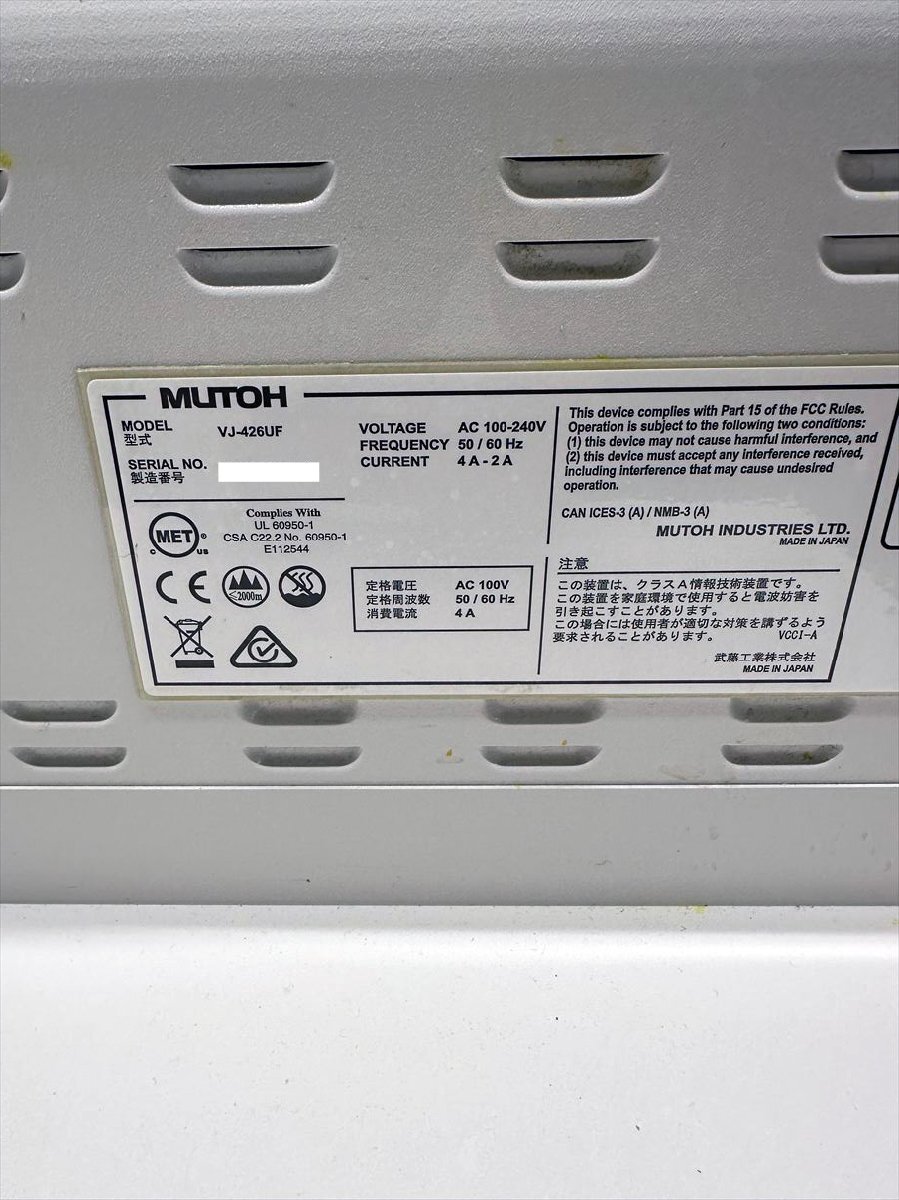 MUTOH
MODEL
型式
VJ-426UF
SERIAL NO.
製造番号
VOLTAGE AC 100-240V
FREQUENCY 50 / 60 Hz
CURRENT 4 A - 2 A
MET
C US
®
Complies With
UL 60950-1
CSA C22.2 No. 60950-1
E112544
CE
≤2000m
定格電圧 AC 100V
定格周波数 50 / 60 Hz
消費電流 4 A
This device complies with Part 15 of the FCC Rules.
Operation is subject to the following two conditions:
(1) this device may not cause harmful interference, and
(2) this device must accept any interference received,
including interference that may cause undesired
operation.
CAN ICES-3 (A) / NMB-3 (A)
MUTOH INDUSTRIES LTD.
MADE IN JAPAN
注意
この装置は、クラスA情報技術装置です。
この装置を家庭環境で使用すると電波妨害を
引き起こすことがあります。
この場合には使用者が適切な対策を講ずるよう
要求されることがあります。 VCCI-A
武藤工業株式会社
MADE IN JAPAN